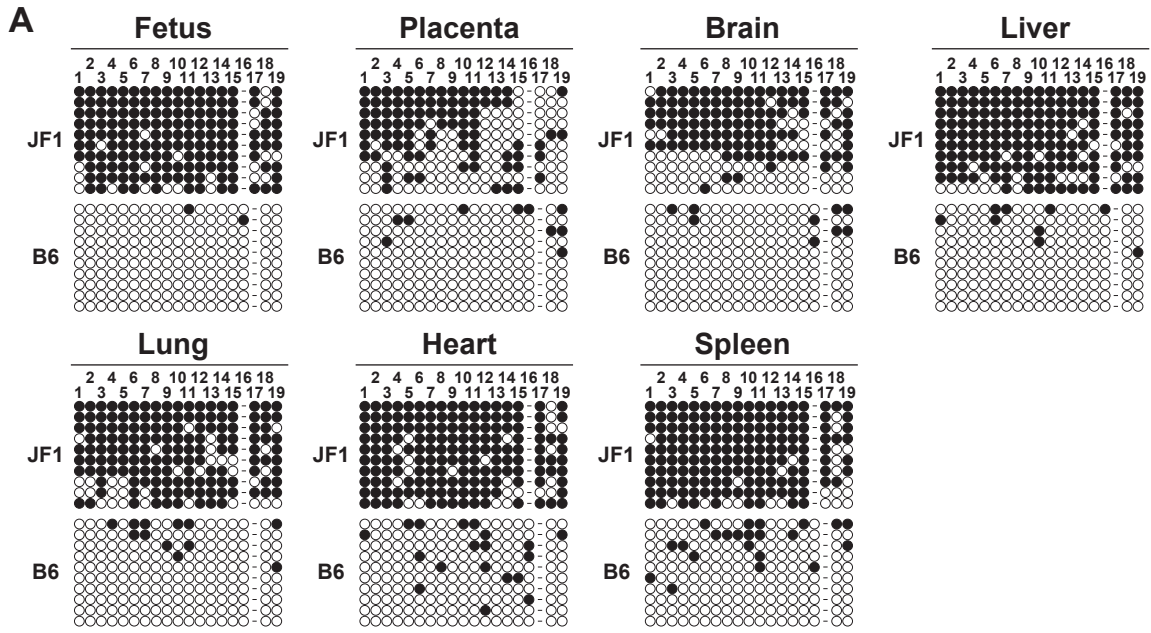 A
Fetus Placenta Brain Liver
2 4 6 8 10 12 14 16 18 2 4 6 8 10 12 14 16 18 2 4 6 8 10 12 14 16 18 2 4 6 8 10 12 14 16 18
1 3 5 7 9 11 13 15 17 19 1 3 5 7 9 11 13 15 17 19 1 3 5 7 9 11 13 15 17 19 1 3 5 7 9 11 13 15 17 19
JF1 JF1 JF1 JF1
B6 B6 B6 B6
Lung Heart Spleen
2 4 6 8 10 12 14 16 18 2 4 6 8 10 12 14 16 18 2 4 6 8 10 12 14 16 18
1 3 5 7 9 11 13 15 17 19 1 3 5 7 9 11 13 15 17 19 1 3 5 7 9 11 13 15 17 19
JF1 JF1 JF1
B6 B6 B6